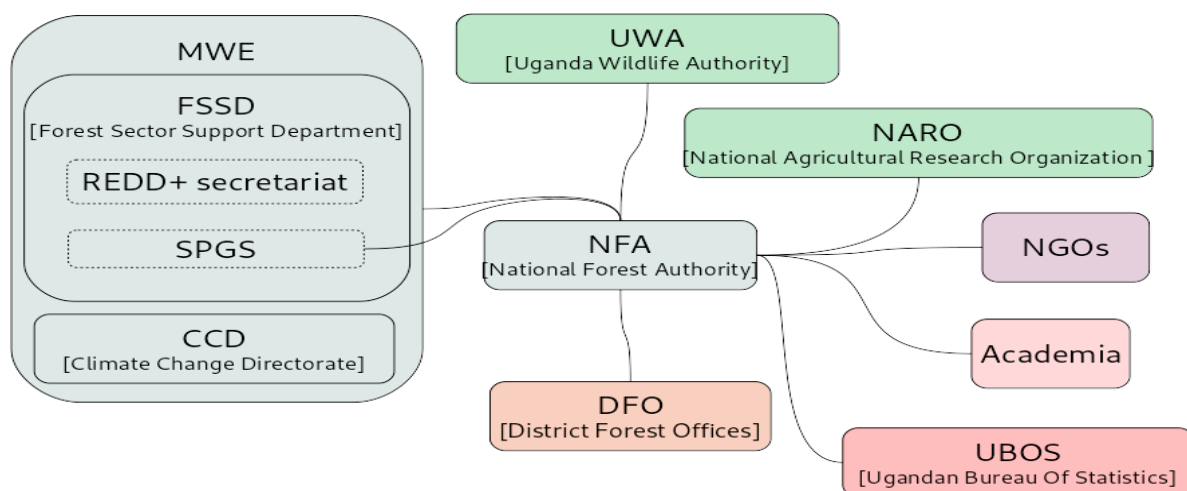 MWE
FSSD
[Forest Sector Support Department]
REDD+ secretariat
SPGS
CCD
[Climate Change Directorate]
UWA
[Uganda Wildlife Authority]
NARO
[National Agricultural Research Organization ]
NFA
[National Forest Authority]
NGOs
Academia
DFO
[District Forest Offices]
UBOS
[Ugandan Bureau Of Statistics]